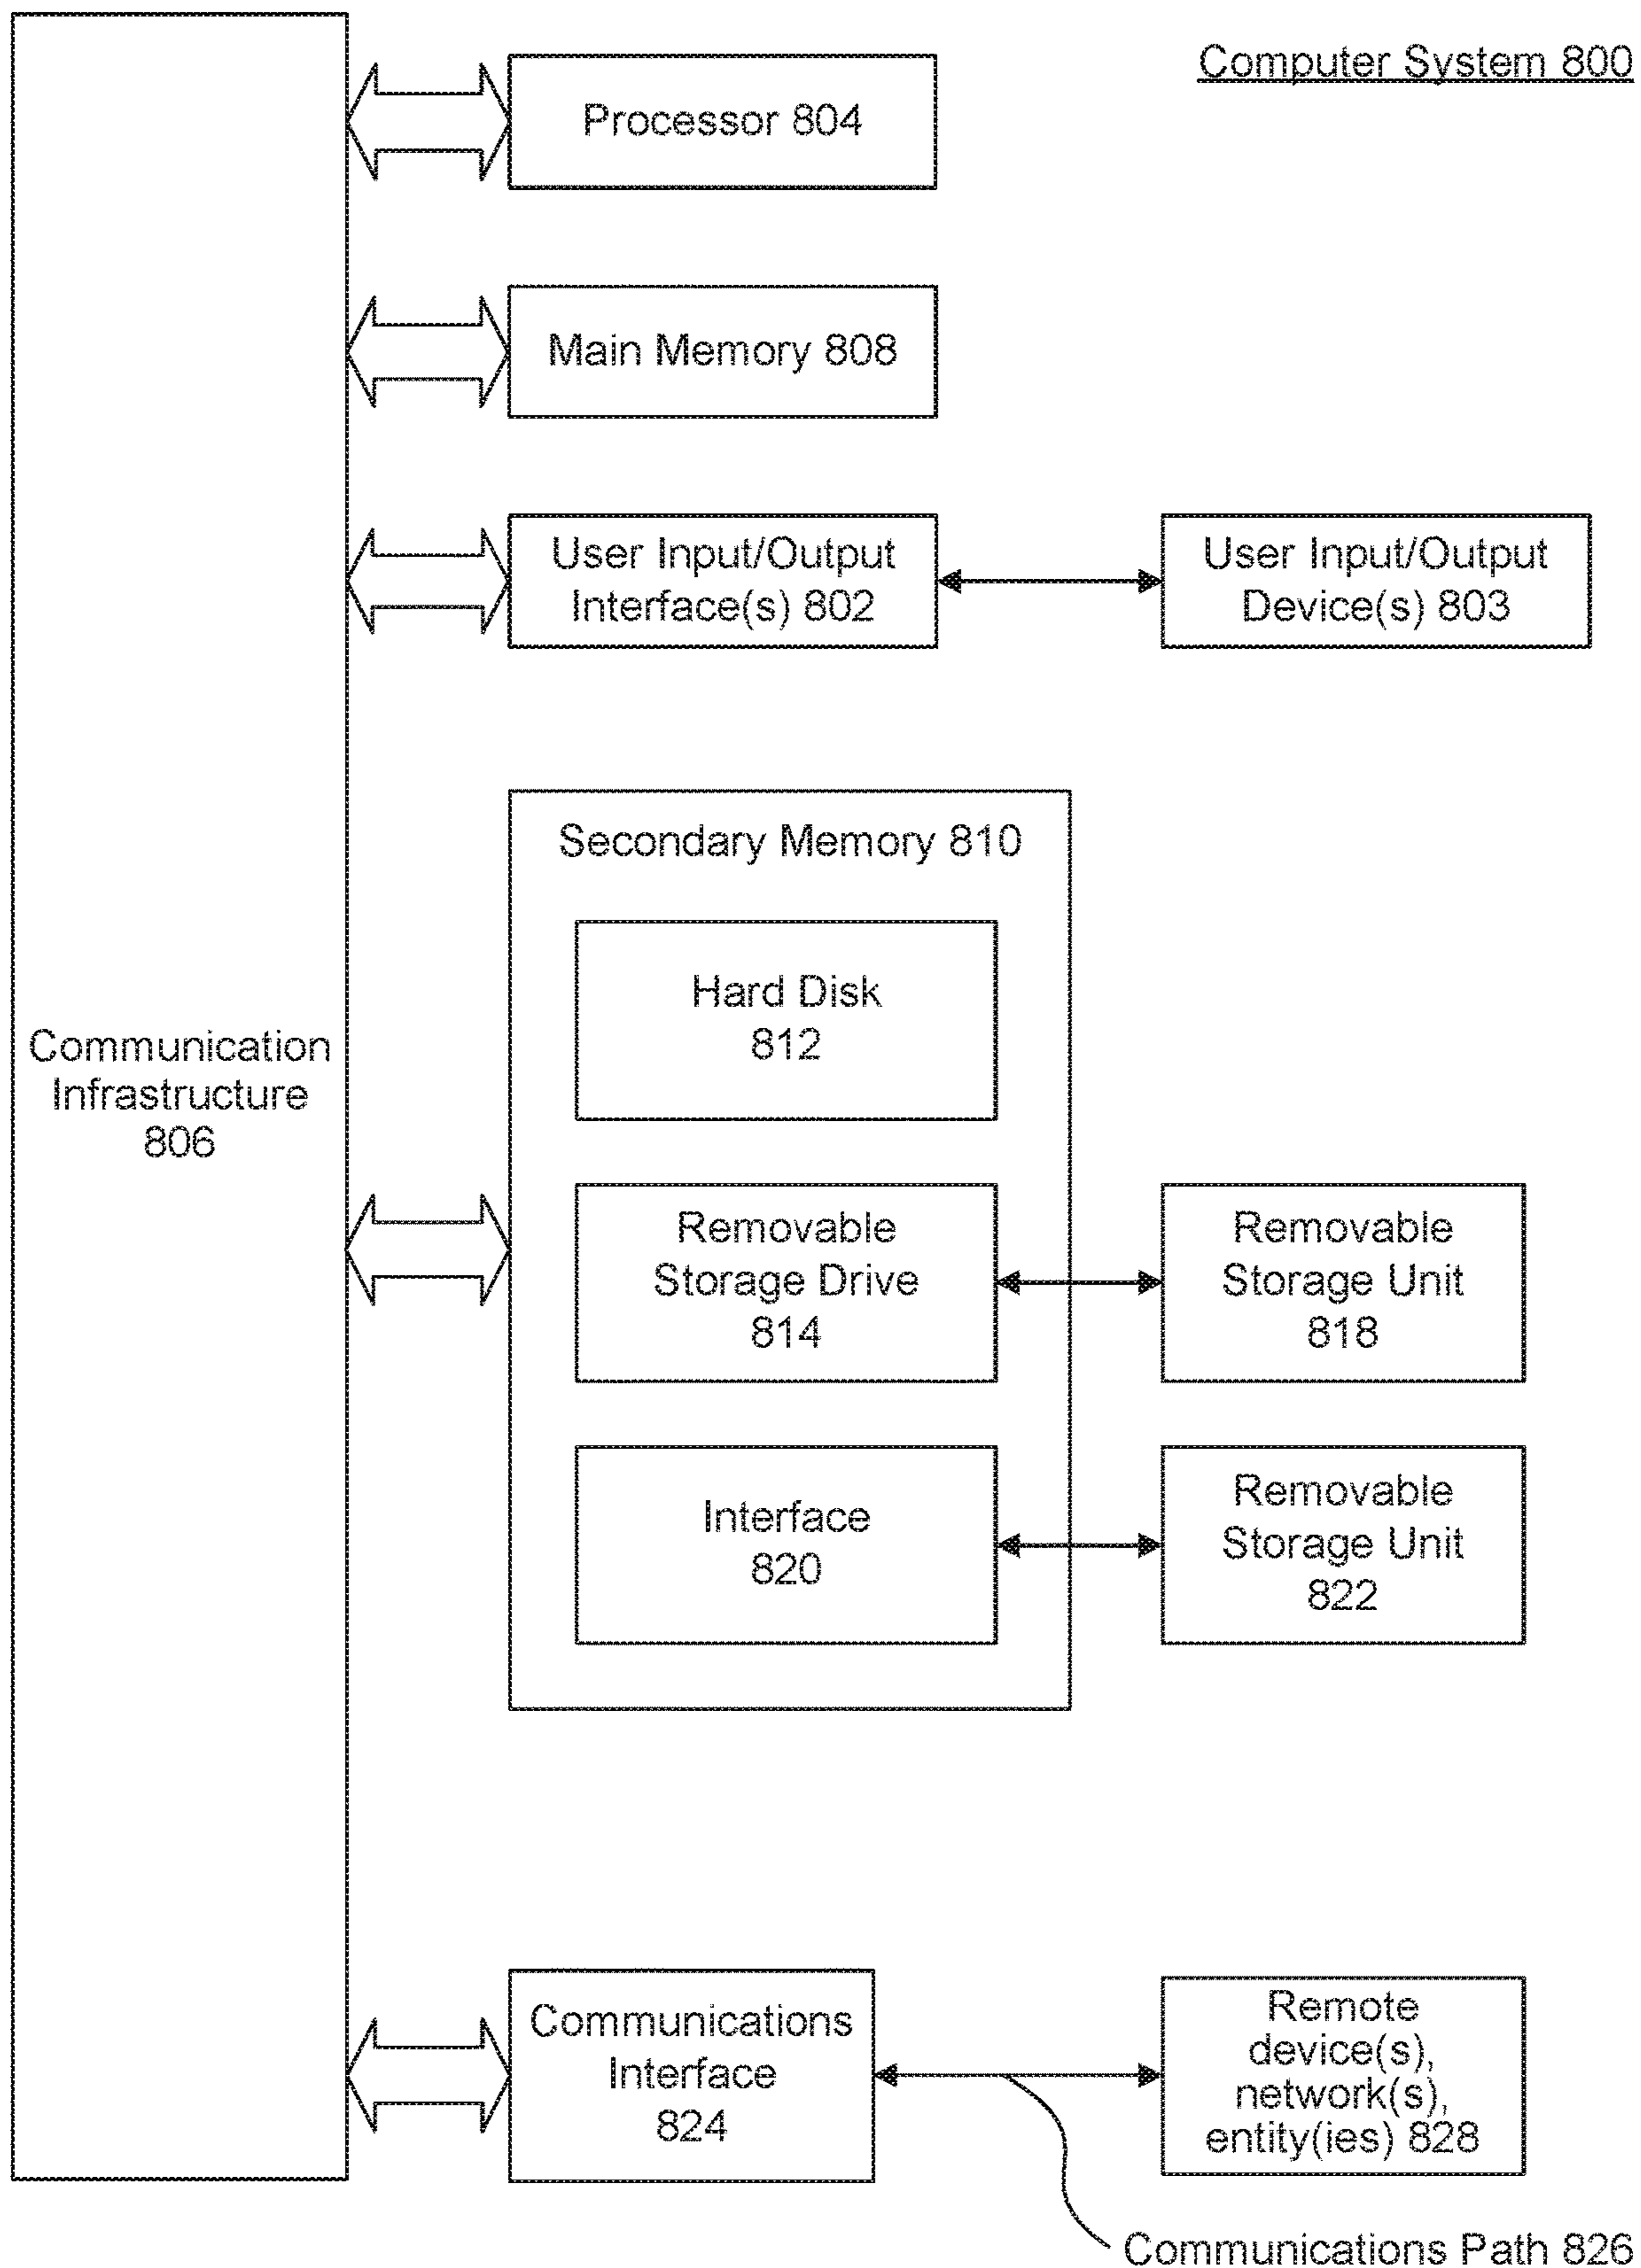 Computer System 800
Processor 804
Main Memory 808
User Input/Output
Interface(s) 802
User Input/Output
Device(s) 803
Secondary Memory 810
Hard Disk
812
Communication
Infrastructure
806
Removable
Storage Drive
814
Removable
Storage Unit
818
Interface
820
Removable
Storage Unit
822
Communications
Interface
824
Remote
device(s),
network(s),
entity(ies) 828
Communications Path 826